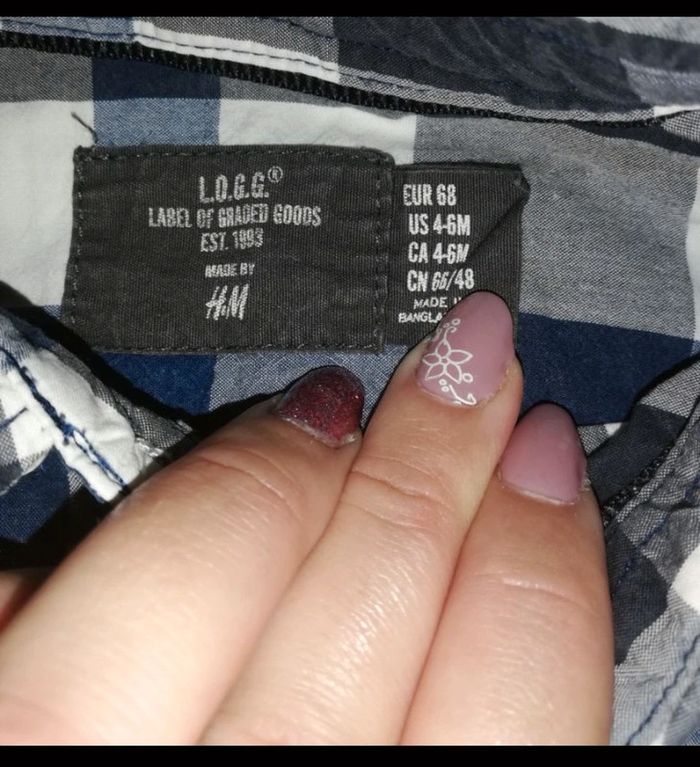 L.O.G.G.®
LABEL OF GRADED GOODS
EST. 1993
MADE BY
H&M
EUR 68
US 4-6M
CA 4-6M
CN 66/48
MADE